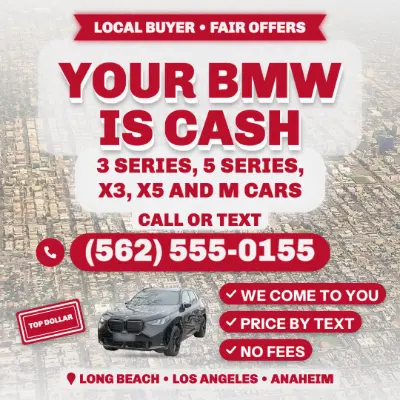 LOCAL BUYER • FAIR OFFERS
YOUR BMW
IS CASH
3 SERIES, 5 SERIES,
X3, X5 AND M CARS
CALL OR TEXT
(562) 555-0155
WE COME TO YOU
PRICE BY TEXT
NO FEES
TOP DOLLAR
LONG BEACH • LOS ANGELES • ANAHEIM